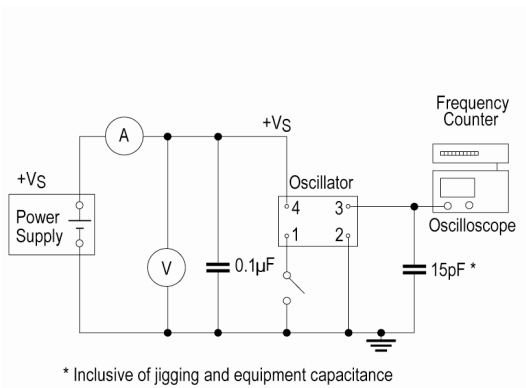 Frequency
Counter
A
+VS
+VS
Oscillator
Power
Supply
4
3
Oscilloscope
1
2
V
0.1µF
15pF *
* Inclusive of jigging and equipment capacitance